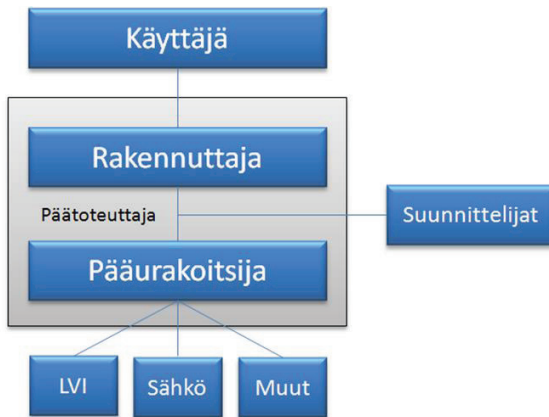 Käyttäjä
Rakennuttaja
Päätoteuttaja
Suunnittelijat
Pääurakoitsija
LVI
Sähkö
Muut